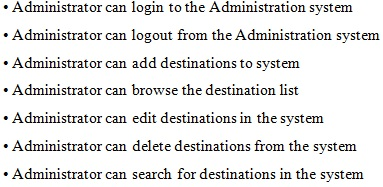 • Administrator can login to the Administration system
• Administrator can logout from the Administration system
• Administrator can add destinations to system
• Administrator can browse the destination list
• Administrator can edit destinations in the system
• Administrator can delete destinations from the system
• Administrator can search for destinations in the system